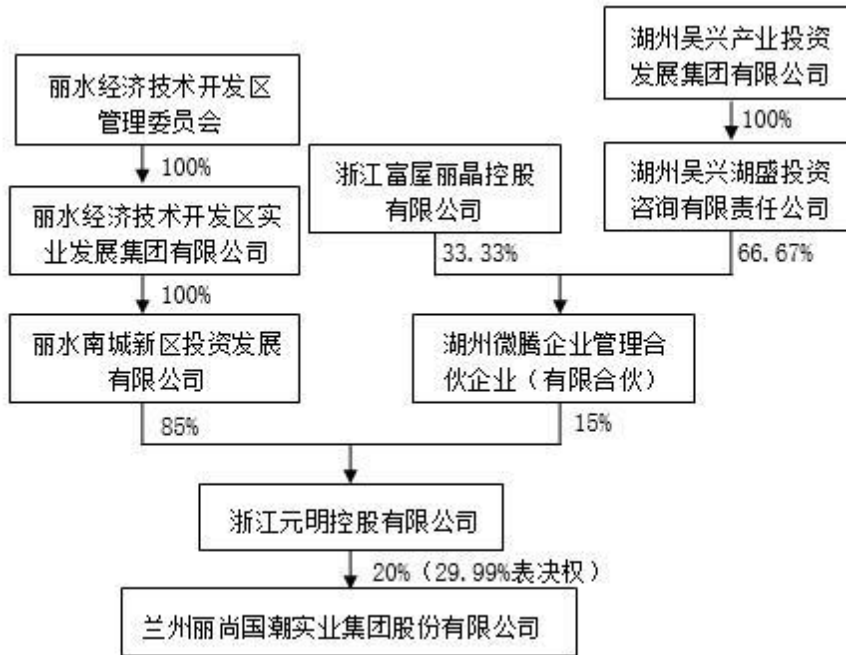 湖州吴兴产业投资
发展集团有限公司
丽水经济技术开发区
管理委员会
100%
100%
浙江富屋丽晶控股
有限公司
湖州吴兴湖盛投资
咨询有限责任公司
丽水经济技术开发区实
业发展集团有限公司
33.33%
66.67%
100%
丽水南城新区投资发展
有限公司
湖州微腾企业管理合
伙企业（有限合伙）
85%
15%
浙江元明控股有限公司
20%（29.99%表决权）
兰州丽尚国潮实业集团股份有限公司